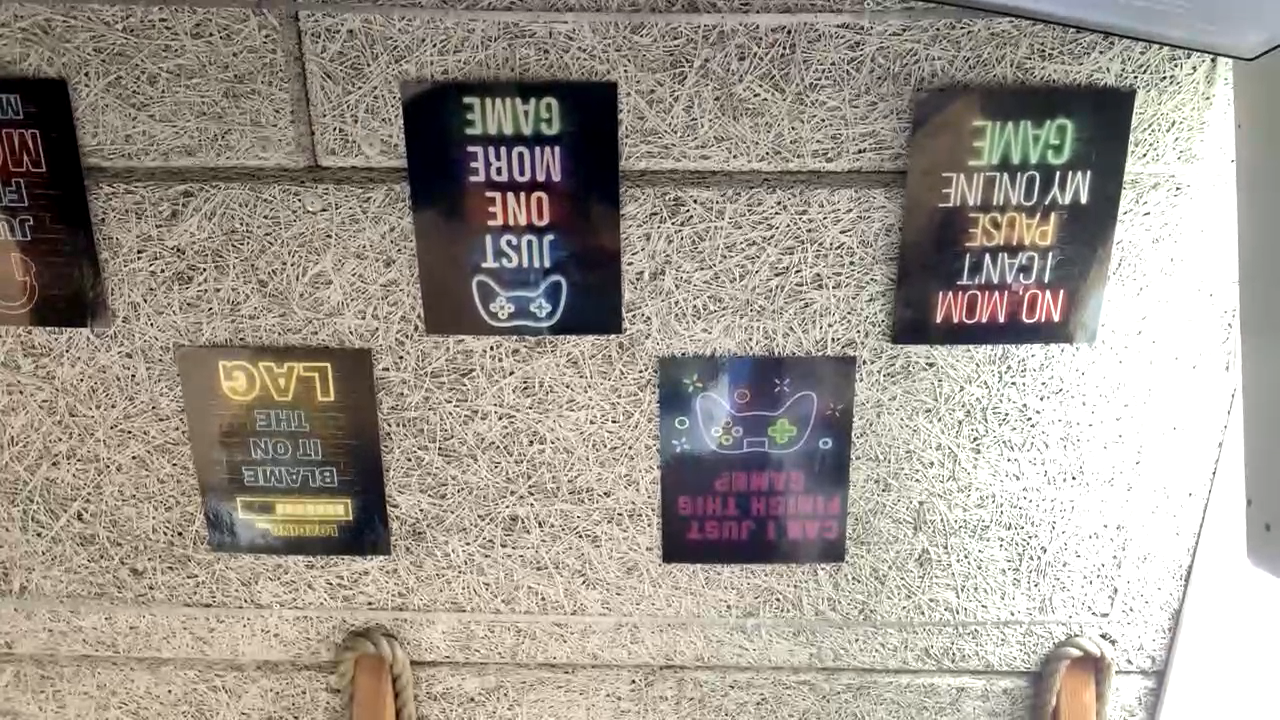 NO, MOM
I CAN'T
PAUSE
MY ONLINE
GAME
JUST
ONE
MORE
GAME
CAN I JUST
FINISH THIS
GAME?
LOADING...
BLAME
IT ON
THE
LAG